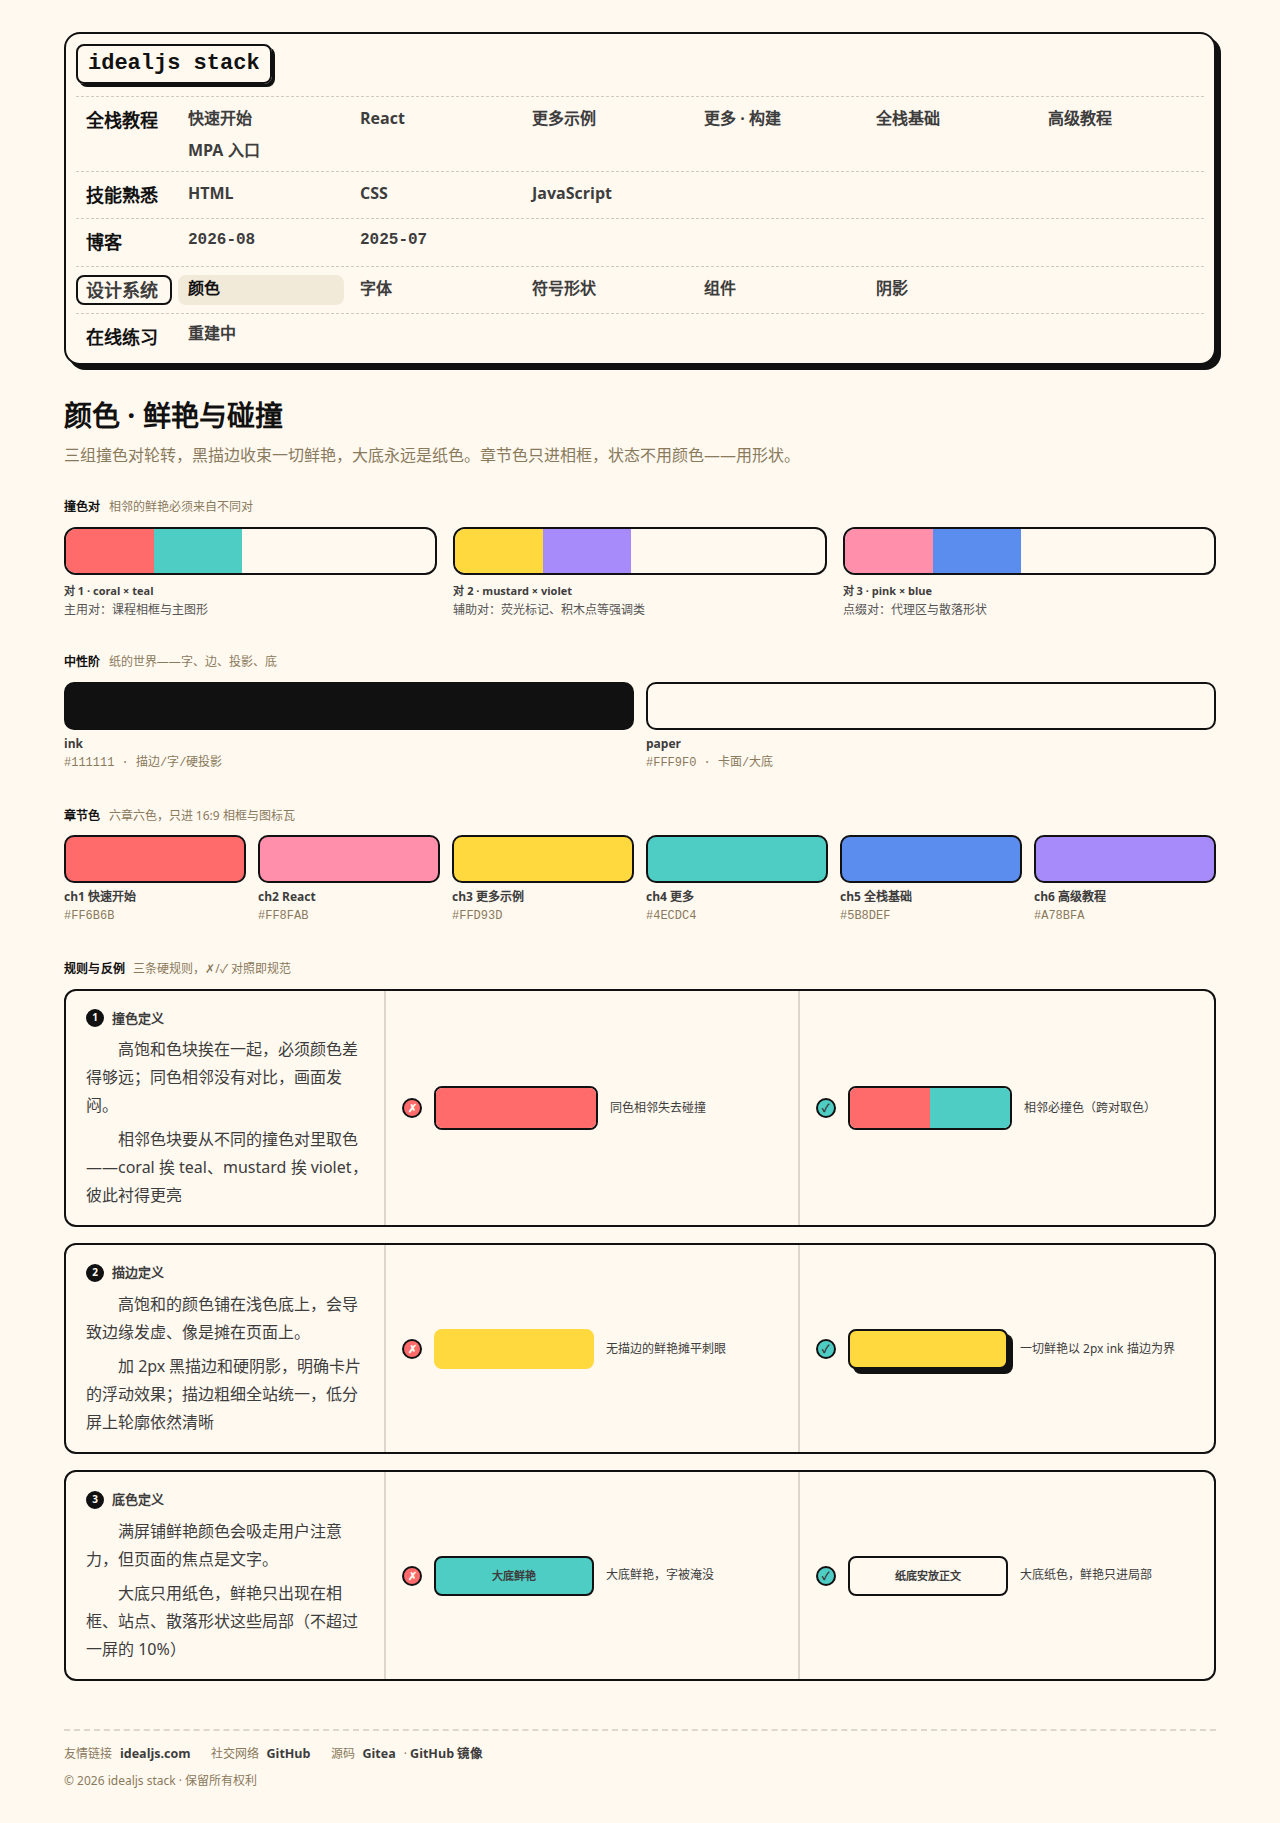 idealjs stack
全栈教程 快速开始 React 更多示例 更多 · 构建 全栈基础 高级教程
MPA 入口
技能熟悉 HTML CSS JavaScript
博客 2026-08 2025-07
设计系统 颜色 字体 符号形状 组件 阴影
在线练习 重建中
颜色 · 鲜艳与碰撞
三组撞色对轮转，黑描边收束一切鲜艳，大底永远是纸色。章节色只进相框，状态不用颜色——用形状。
撞色对 相邻的鲜艳必须来自不同对
对 1 · coral × teal
主用对：课程相框与主图形
对 2 · mustard × violet
辅助对：荧光标记、积木点等强调类
对 3 · pink × blue
点缀对：代理区与散落形状
中性阶 纸的世界——字、边、投影、底
ink
#111111 · 描边/字/硬投影
paper
#FFF9F0 · 卡面/大底
章节色 六章六色，只进 16:9 相框与图标瓦
ch1 快速开始
#FF6B6B
ch2 React
#FF8FAB
ch3 更多示例
#FFD93D
ch4 更多
#4ECDC4
ch5 全栈基础
#5B8DEF
ch6 高级教程
#A78BFA
规则与反例 三条硬规则，✗/✓ 对照即规范
1 撞色定义
高饱和色块挨在一起，必须颜色差
得够远；同色相邻没有对比，画面发
闷。
相邻色块要从不同的撞色对里取色
——coral 挨 teal、mustard 挨 violet，
彼此衬得更亮
✗ 同色相邻失去碰撞
✓ 相邻必撞色（跨对取色）
2 描边定义
高饱和的颜色铺在浅色底上，会导
致边缘发虚、像是摊在页面上。
加 2px 黑描边和硬阴影，明确卡片
的浮动效果；描边粗细全站统一，低分
屏上轮廓依然清晰
✗ 无描边的鲜艳摊平刺眼
✓ 一切鲜艳以 2px ink 描边为界
3 底色定义
满屏铺鲜艳颜色会吸走用户注意
力，但页面的焦点是文字。
大底只用纸色，鲜艳只出现在相
框、站点、散落形状这些局部（不超过
一屏的 10%）
✗ 大底鲜艳 大底鲜艳，字被淹没
✓ 纸底安放正文 大底纸色，鲜艳只进局部
友情链接 idealjs.com 社交网络 GitHub 源码 Gitea · GitHub 镜像
© 2026 idealjs stack · 保留所有权利